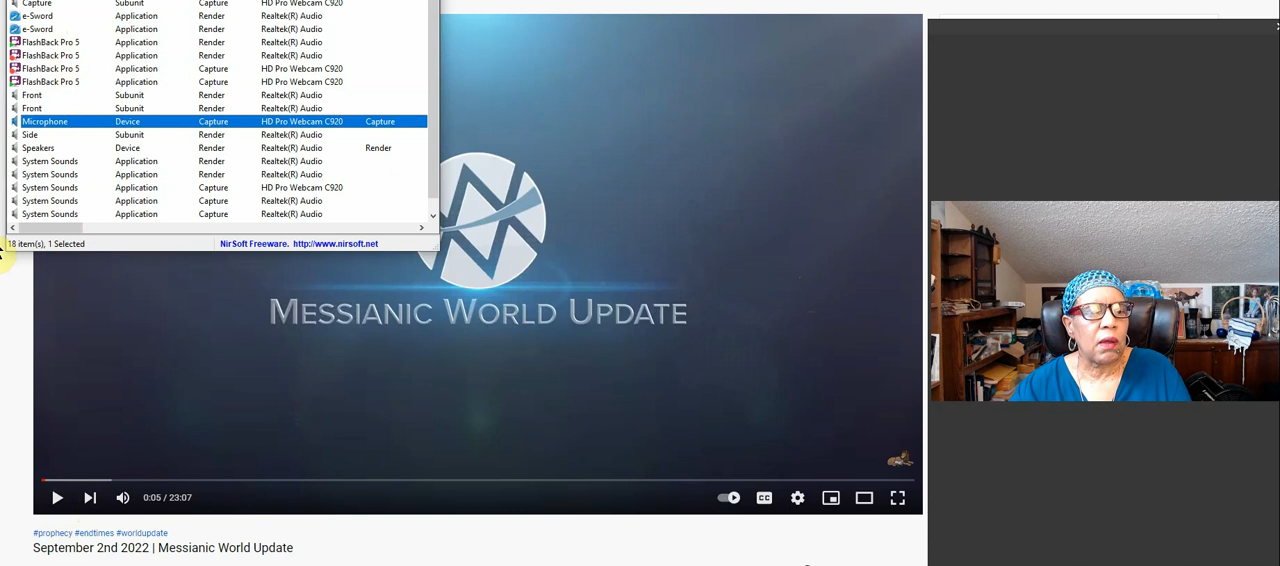 Capture Subunit Capture HD Pro Webcam C920
e-Sword Application Render Realtek(R) Audio
e-Sword Application Render Realtek(R) Audio
FlashBack Pro 5 Application Render Realtek(R) Audio
FlashBack Pro 5 Application Render Realtek(R) Audio
FlashBack Pro 5 Application Capture HD Pro Webcam C920
FlashBack Pro 5 Application Capture HD Pro Webcam C920
Front Subunit Render Realtek(R) Audio
Front Subunit Render Realtek(R) Audio
Microphone Device Capture HD Pro Webcam C920 Capture
Side Subunit Render Realtek(R) Audio
Speakers Device Render Realtek(R) Audio Render
System Sounds Application Render Realtek(R) Audio
System Sounds Application Render Realtek(R) Audio
System Sounds Application Capture HD Pro Webcam C920
System Sounds Application Capture Realtek(R) Audio
System Sounds Application Capture Realtek(R) Audio
18 item(s), 1 Selected NirSoft Freeware. http://www.nirsoft.net
Messianic World Update
0:05 / 23:07
CC
#prophecy #endtimes #worldupdate
September 2nd 2022 | Messianic World Update